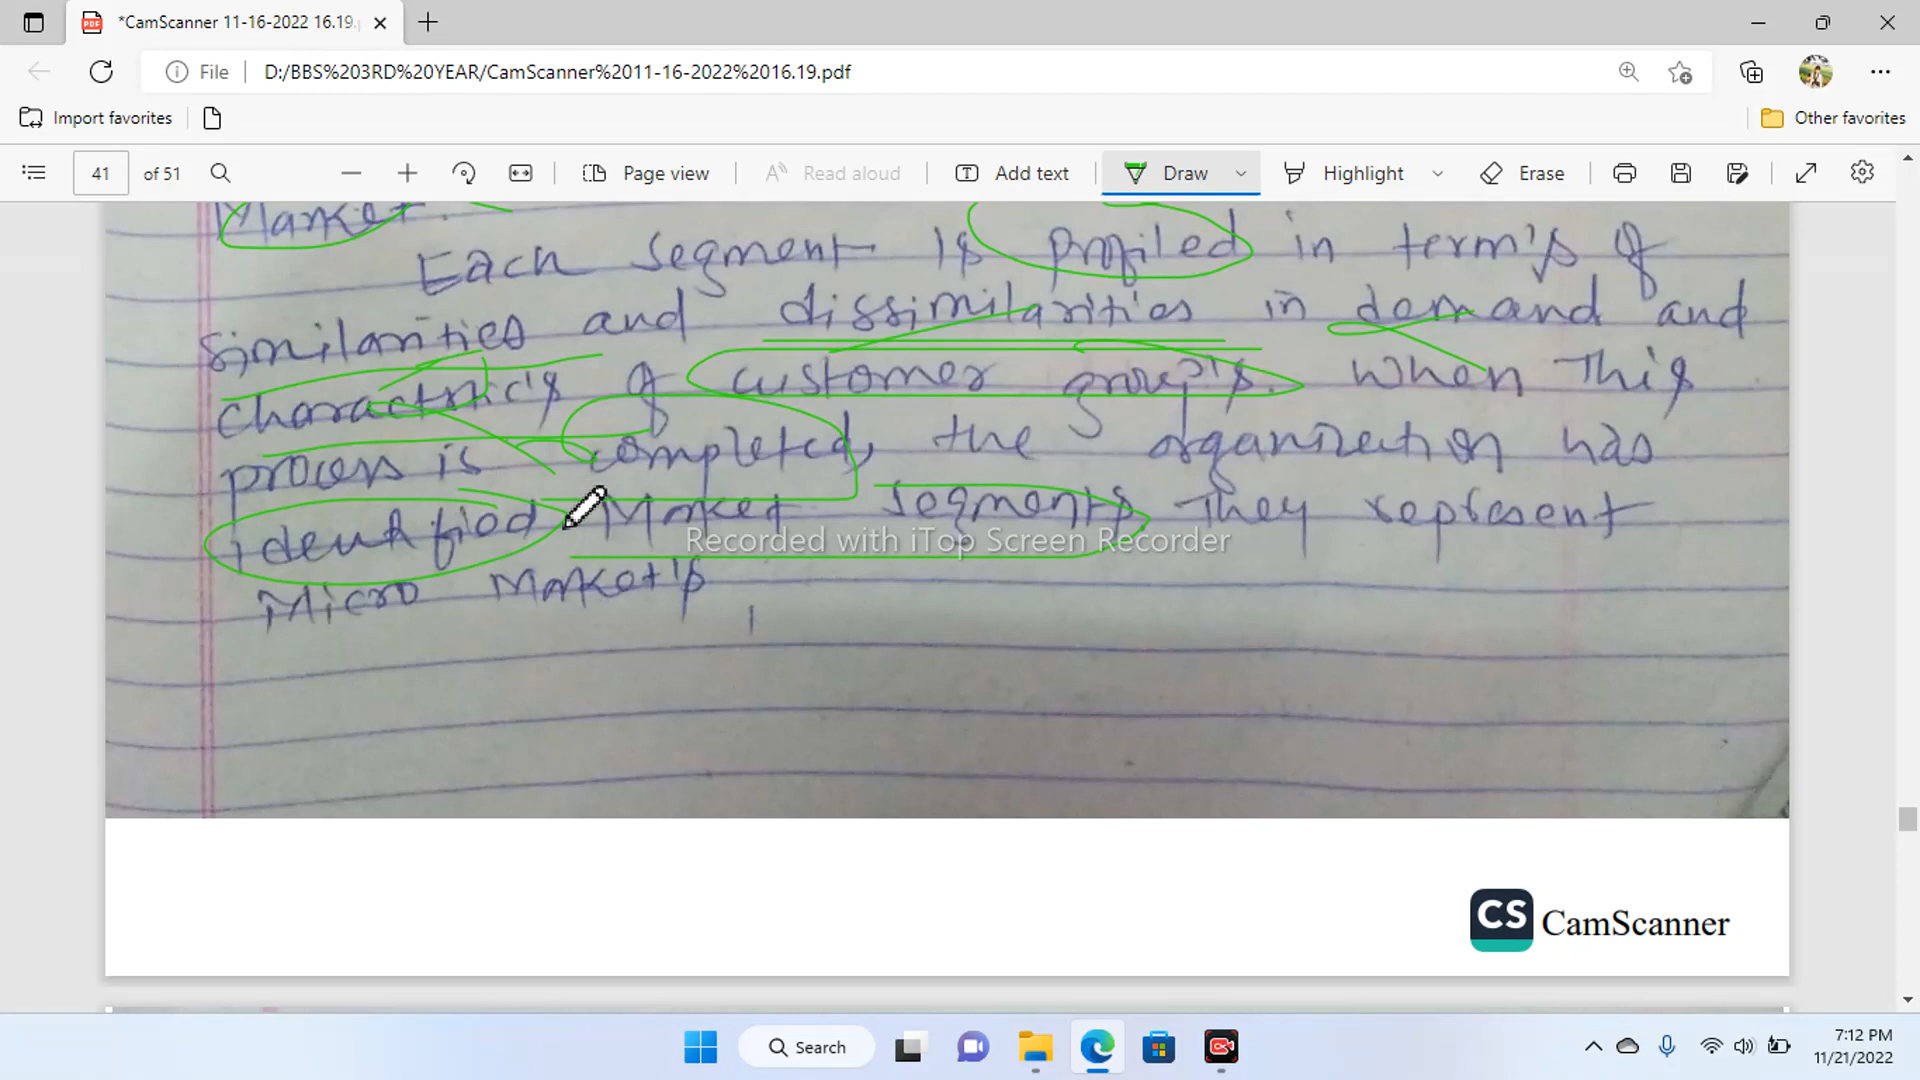 *CamScanner 11-16-2022 16.19.
File D:/BBS%203RD%20YEAR/CamScanner%2011-16-2022%2016.19.pdf
Import favorites
Other favorites
41 of 51
Page view
Read aloud
Add text
Draw
Highlight
Erase
Market.
Each segment is profiled in term's of
similarities and dissimilarities in demand and
charactric's of customer group's. When this
process is completed, the organization has
identified Market segments They represent
Micro Market's
Recorded with iTop Screen Recorder
CS CamScanner
Search
7:12 PM
11/21/2022